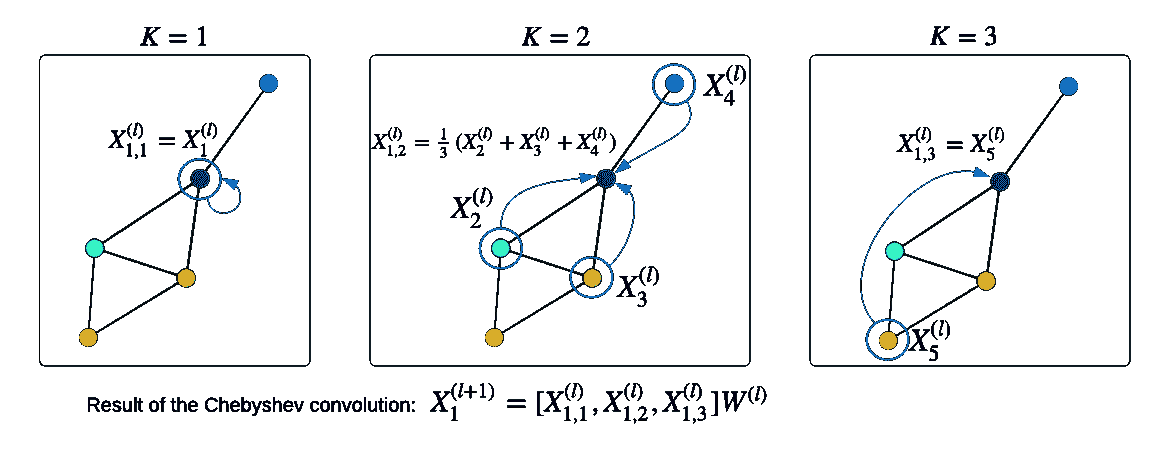 K = 1
K = 2
K = 3
X_{1,1}^{(l)} = X_1^{(l)}
X_{1,2}^{(l)} = \frac{1}{3} (X_2^{(l)} + X_3^{(l)} + X_4^{(l)})
X_4^{(l)}
X_2^{(l)}
X_3^{(l)}
X_{1,3}^{(l)} = X_5^{(l)}
X_5^{(l)}
Result of the Chebyshev convolution: X_1^{(l+1)} = [X_{1,1}^{(l)}, X_{1,2}^{(l)}, X_{1,3}^{(l)}]W^{(l)}